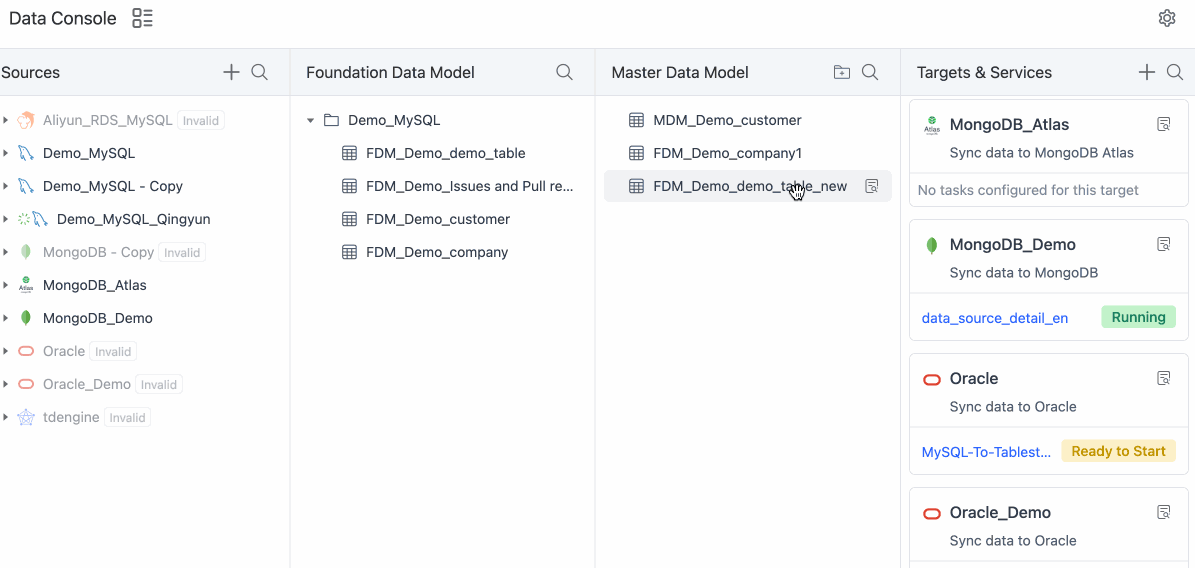 Data Console
Sources
Aliyun_RDS_MySQL Invalid
Demo_MySQL
Demo_MySQL - Copy
Demo_MySQL_Qingyun
MongoDB - Copy Invalid
MongoDB_Atlas
MongoDB_Demo
Oracle Invalid
Oracle_Demo Invalid
tdengine Invalid
Foundation Data Model
Demo_MySQL
FDM_Demo_demo_table
FDM_Demo_Issues and Pull re...
FDM_Demo_customer
FDM_Demo_company
Master Data Model
MDM_Demo_customer
FDM_Demo_company1
FDM_Demo_demo_table_new
Targets & Services
Atlas
MongoDB_Atlas
Sync data to MongoDB Atlas
No tasks configured for this target
MongoDB_Demo
Sync data to MongoDB
data_source_detail_en Running
Oracle
Sync data to Oracle
MySQL-To-Tablest... Ready to Start
Oracle_Demo
Sync data to Oracle